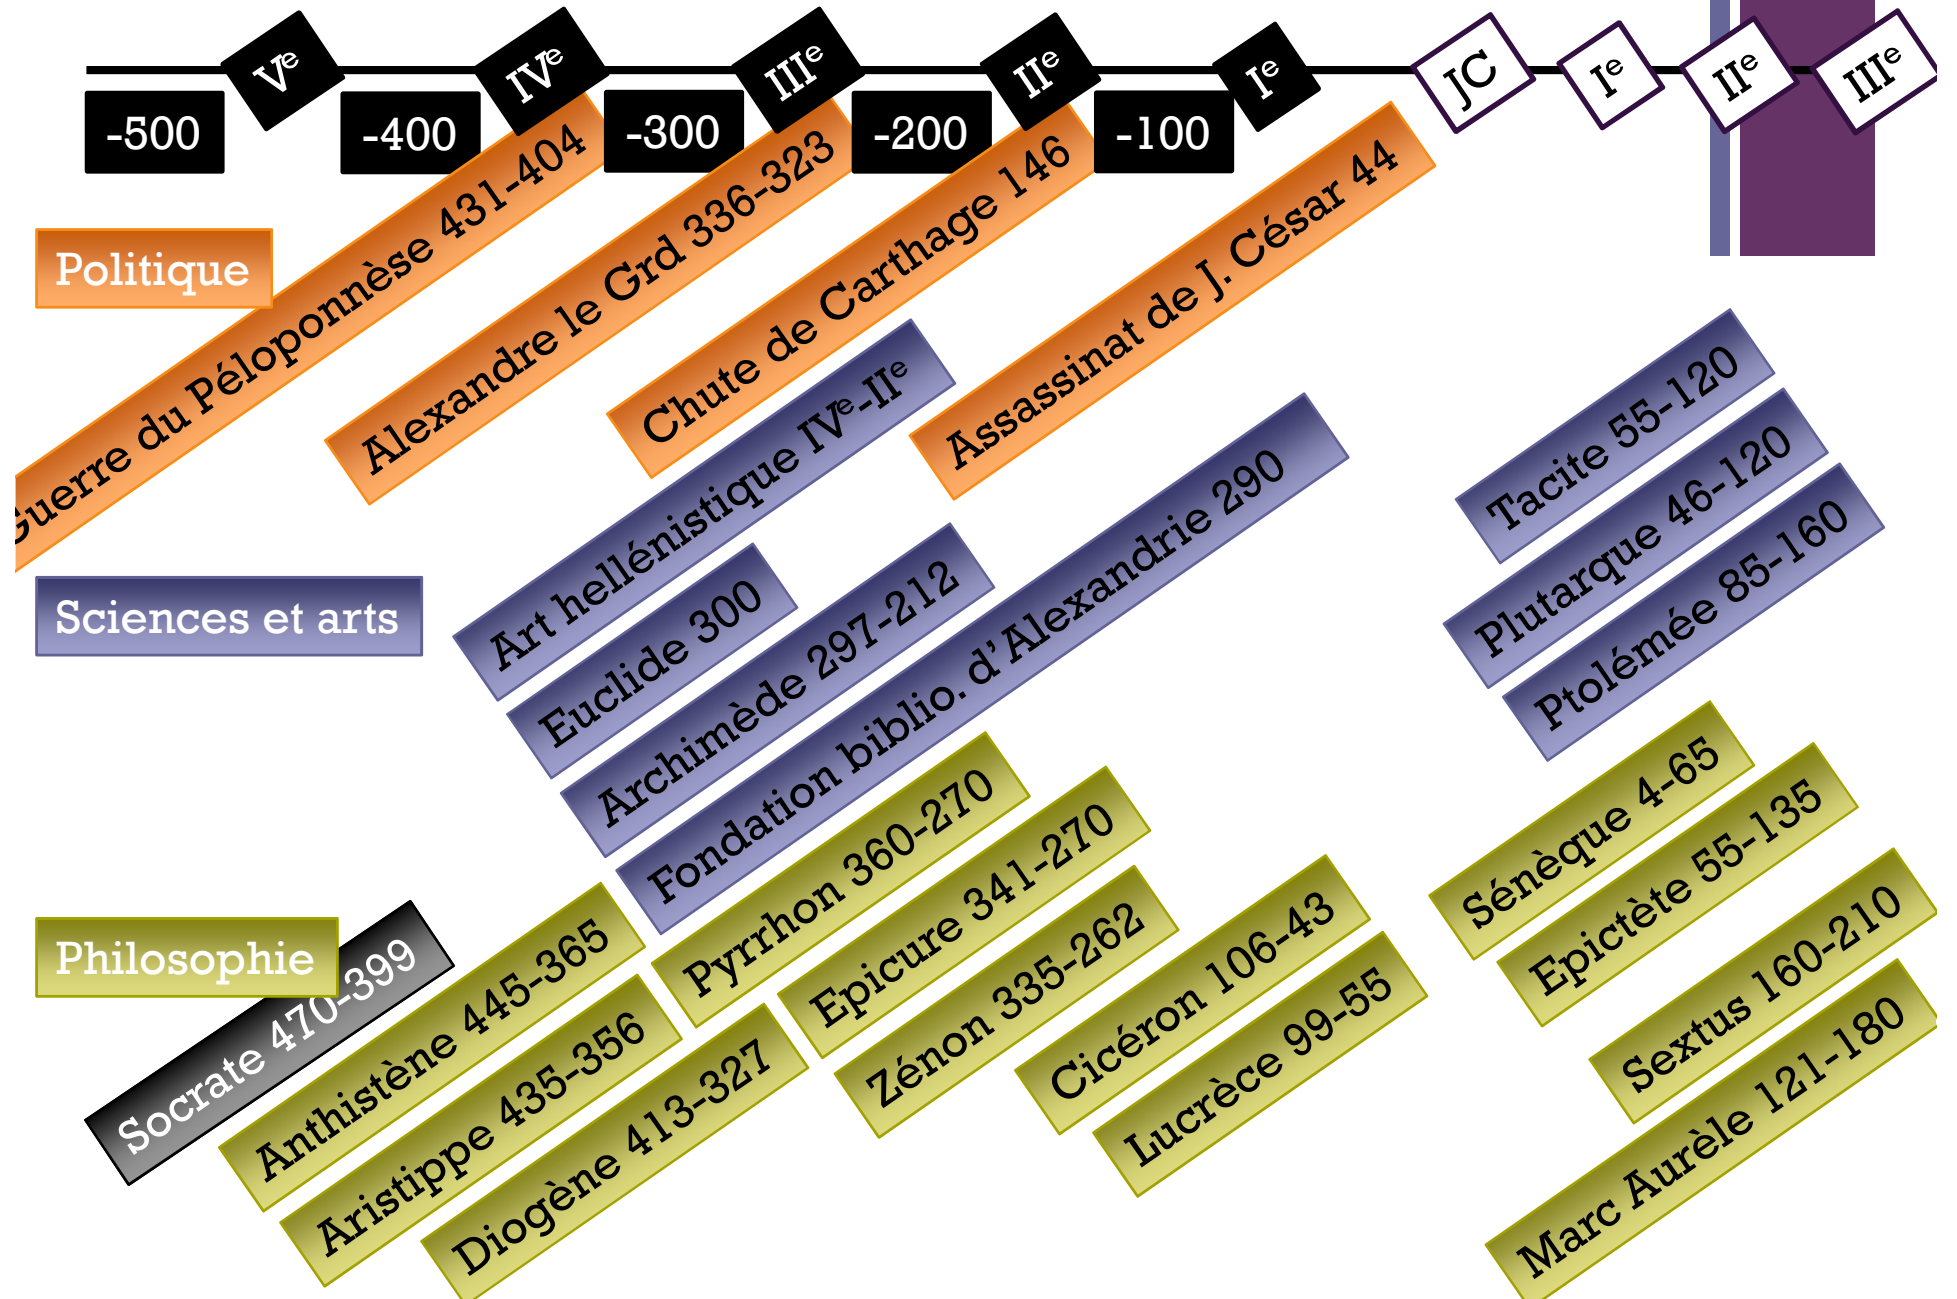 Ve
IVe
IIIe
IIe
Ie
JC
Ie
IIe
IIIe
-500
-400
-300
-200
-100
Politique
Guerre du Péloponnèse 431-404
Alexandre le Grd 336-323
Chute de Carthage 146
Assassinat de J. César 44
Sciences et arts
Art hellénistique IVe-IIe
Euclide 300
Archimède 297-212
Fondation biblio. d'Alexandrie 290
Tacite 55-120
Plutarque 46-120
Ptolémée 85-160
Philosophie
Socrate 470-399
Anthistène 445-365
Aristippe 435-356
Diogène 413-327
Pyrrhon 360-270
Epicure 341-270
Zénon 335-262
Cicéron 106-43
Lucrèce 99-55
Sénèque 4-65
Epictète 55-135
Sextus 160-210
Marc Aurèle 121-180